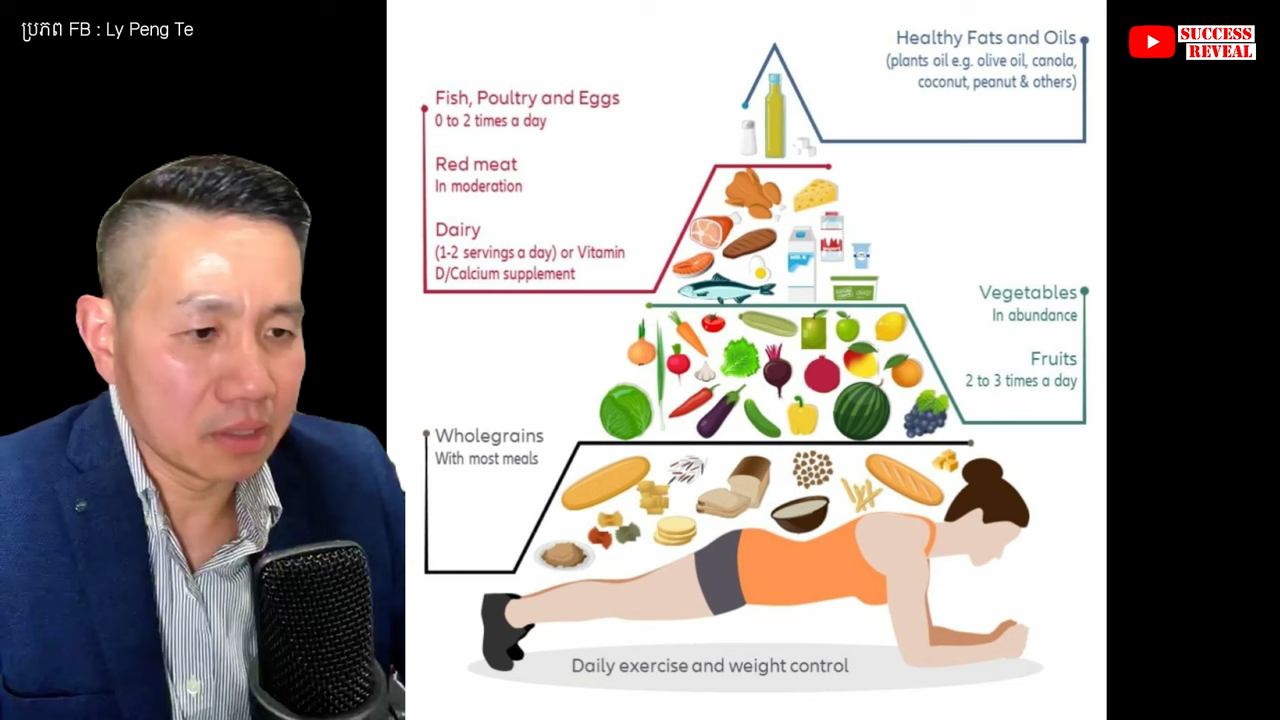 ប្រភព FB : Ly Peng Te
SUCCESS
REVEAL
Healthy Fats and Oils
(plants oil e.g. olive oil, canola,
coconut, peanut & others)
Fish, Poultry and Eggs
0 to 2 times a day
Red meat
In moderation
Dairy
(1-2 servings a day) or Vitamin
D/Calcium supplement
MILK
Vegetables
In abundance
Fruits
2 to 3 times a day
Wholegrains
With most meals
Daily exercise and weight control